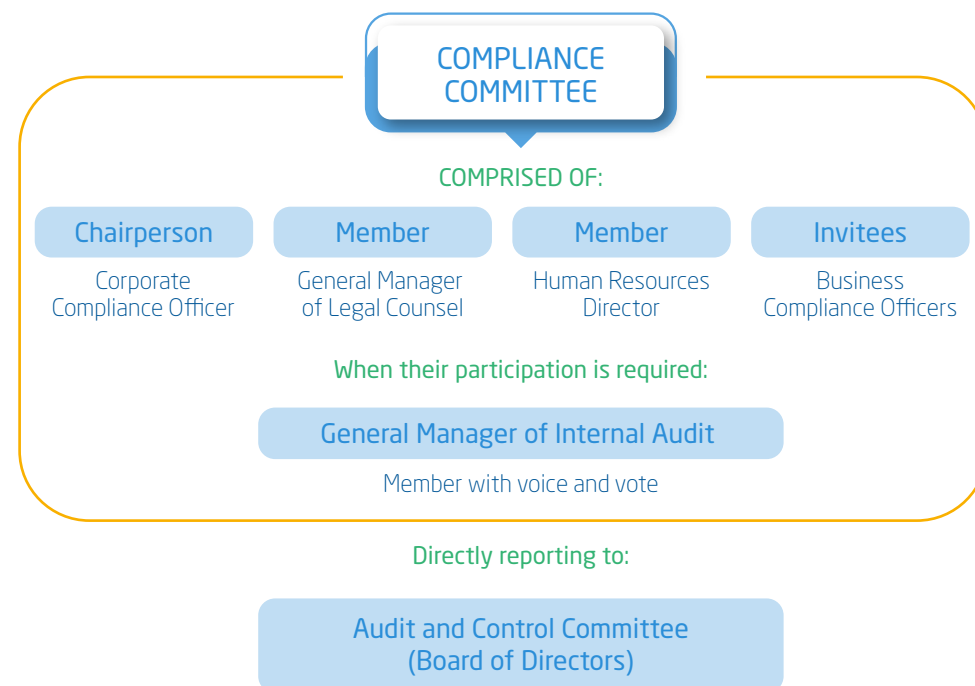 COMPLIANCE
COMMITTEE
COMPRISED OF:
Chairperson
Corporate
Compliance Officer
Member
General Manager
of Legal Counsel
Member
Human Resources
Director
Invitees
Business
Compliance Officers
When their participation is required:
General Manager of Internal Audit
Member with voice and vote
Directly reporting to:
Audit and Control Committee
(Board of Directors)